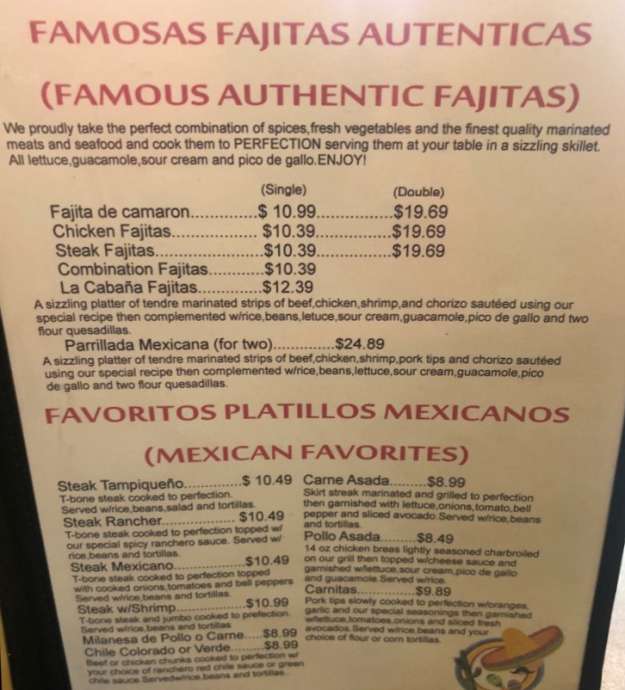 FAMOSAS FAJITAS AUTENTICAS
(FAMOUS AUTHENTIC FAJITAS)
We proudly take the perfect combination of spices,fresh vegetables and the finest quality marinated
meats and seafood and cook them to PERFECTION serving them at your table in a sizzling skillet.
All lettuce,guacamole,sour cream and pico de gallo.ENJOY!
(Single) (Double)
Fajita de camaron..............$ 10.99................$19.69
Chicken Fajitas..................$10.39................$19.69
Steak Fajitas......................$10.39................$19.69
Combination Fajitas...........$10.39
La Cabaña Fajitas.............$12.39
A sizzling platter of tendre marinated strips of beef,chicken,shrimp,and chorizo sautéed using our
special recipe then complemented w/rice,beans,letuce,sour cream,guacamole,pico de gallo and two
flour quesadillas.
Parrillada Mexicana (for two).............$24.89
A sizzling platter of tendre marinated strips of beef,chicken,shrimp,pork tips and chorizo sautéed
using our special recipe then complemented w/rice,beans,lettuce,sour cream,guacamole,pico
de gallo and two flour quesadillas.
FAVORITOS PLATILLOS MEXICANOS
(MEXICAN FAVORITES)
Steak Tampiqueño............$ 10.49
T-bone steak cooked to perfection.
Served w/rice,beans,salad and tortillas.
Steak Rancher..................$10.49
T-bone steak cooked to perfection topped w/
our special spicy ranchero sauce. Served w/
rice,beans and tortillas.
Steak Mexicano.................$10.49
T-bone steak cooked to perfection topped
with cooked onions,tomatoes and bell peppers
Served w/rice,beans and tortillas.
Steak w/Shrimp.................$10.99
T-bone steak and jumbo cooked to prefection.
Served w/rice,beans and tortillas
Milanesa de Pollo o Carne.....$8.99
Chile Colorado or Verde........$8.99
Beef or chicken chunks cooked to perfection w/
your choice of ranchero red chile sauce or green
chile sauce.Servedw/rice,beans and tortillas.
Carne Asada.........$8.99
Skirt streak marinated and grilled to perfection
then garnished with lettuce,onions,tomato,bell
pepper and sliced avocado.Served w/rice,beans
and tortillas.
Pollo Asada.........$8.49
14 oz chicken breas lightly seasoned charbroiled
on our grill then topped w/cheese sauce and
garnished w/lettuce,sour cream,pico de gallo
and guacamole.Served w/rice.
Carnitas..............$9.89
Pork tips slowly cooked to perfection w/oranges,
garlic and our special seasonings then garnished
w/lettuce,tomatoes,onions and sliced fresh
avocados. Served w/rice,beans and your
choice of flour or corn tortillas.